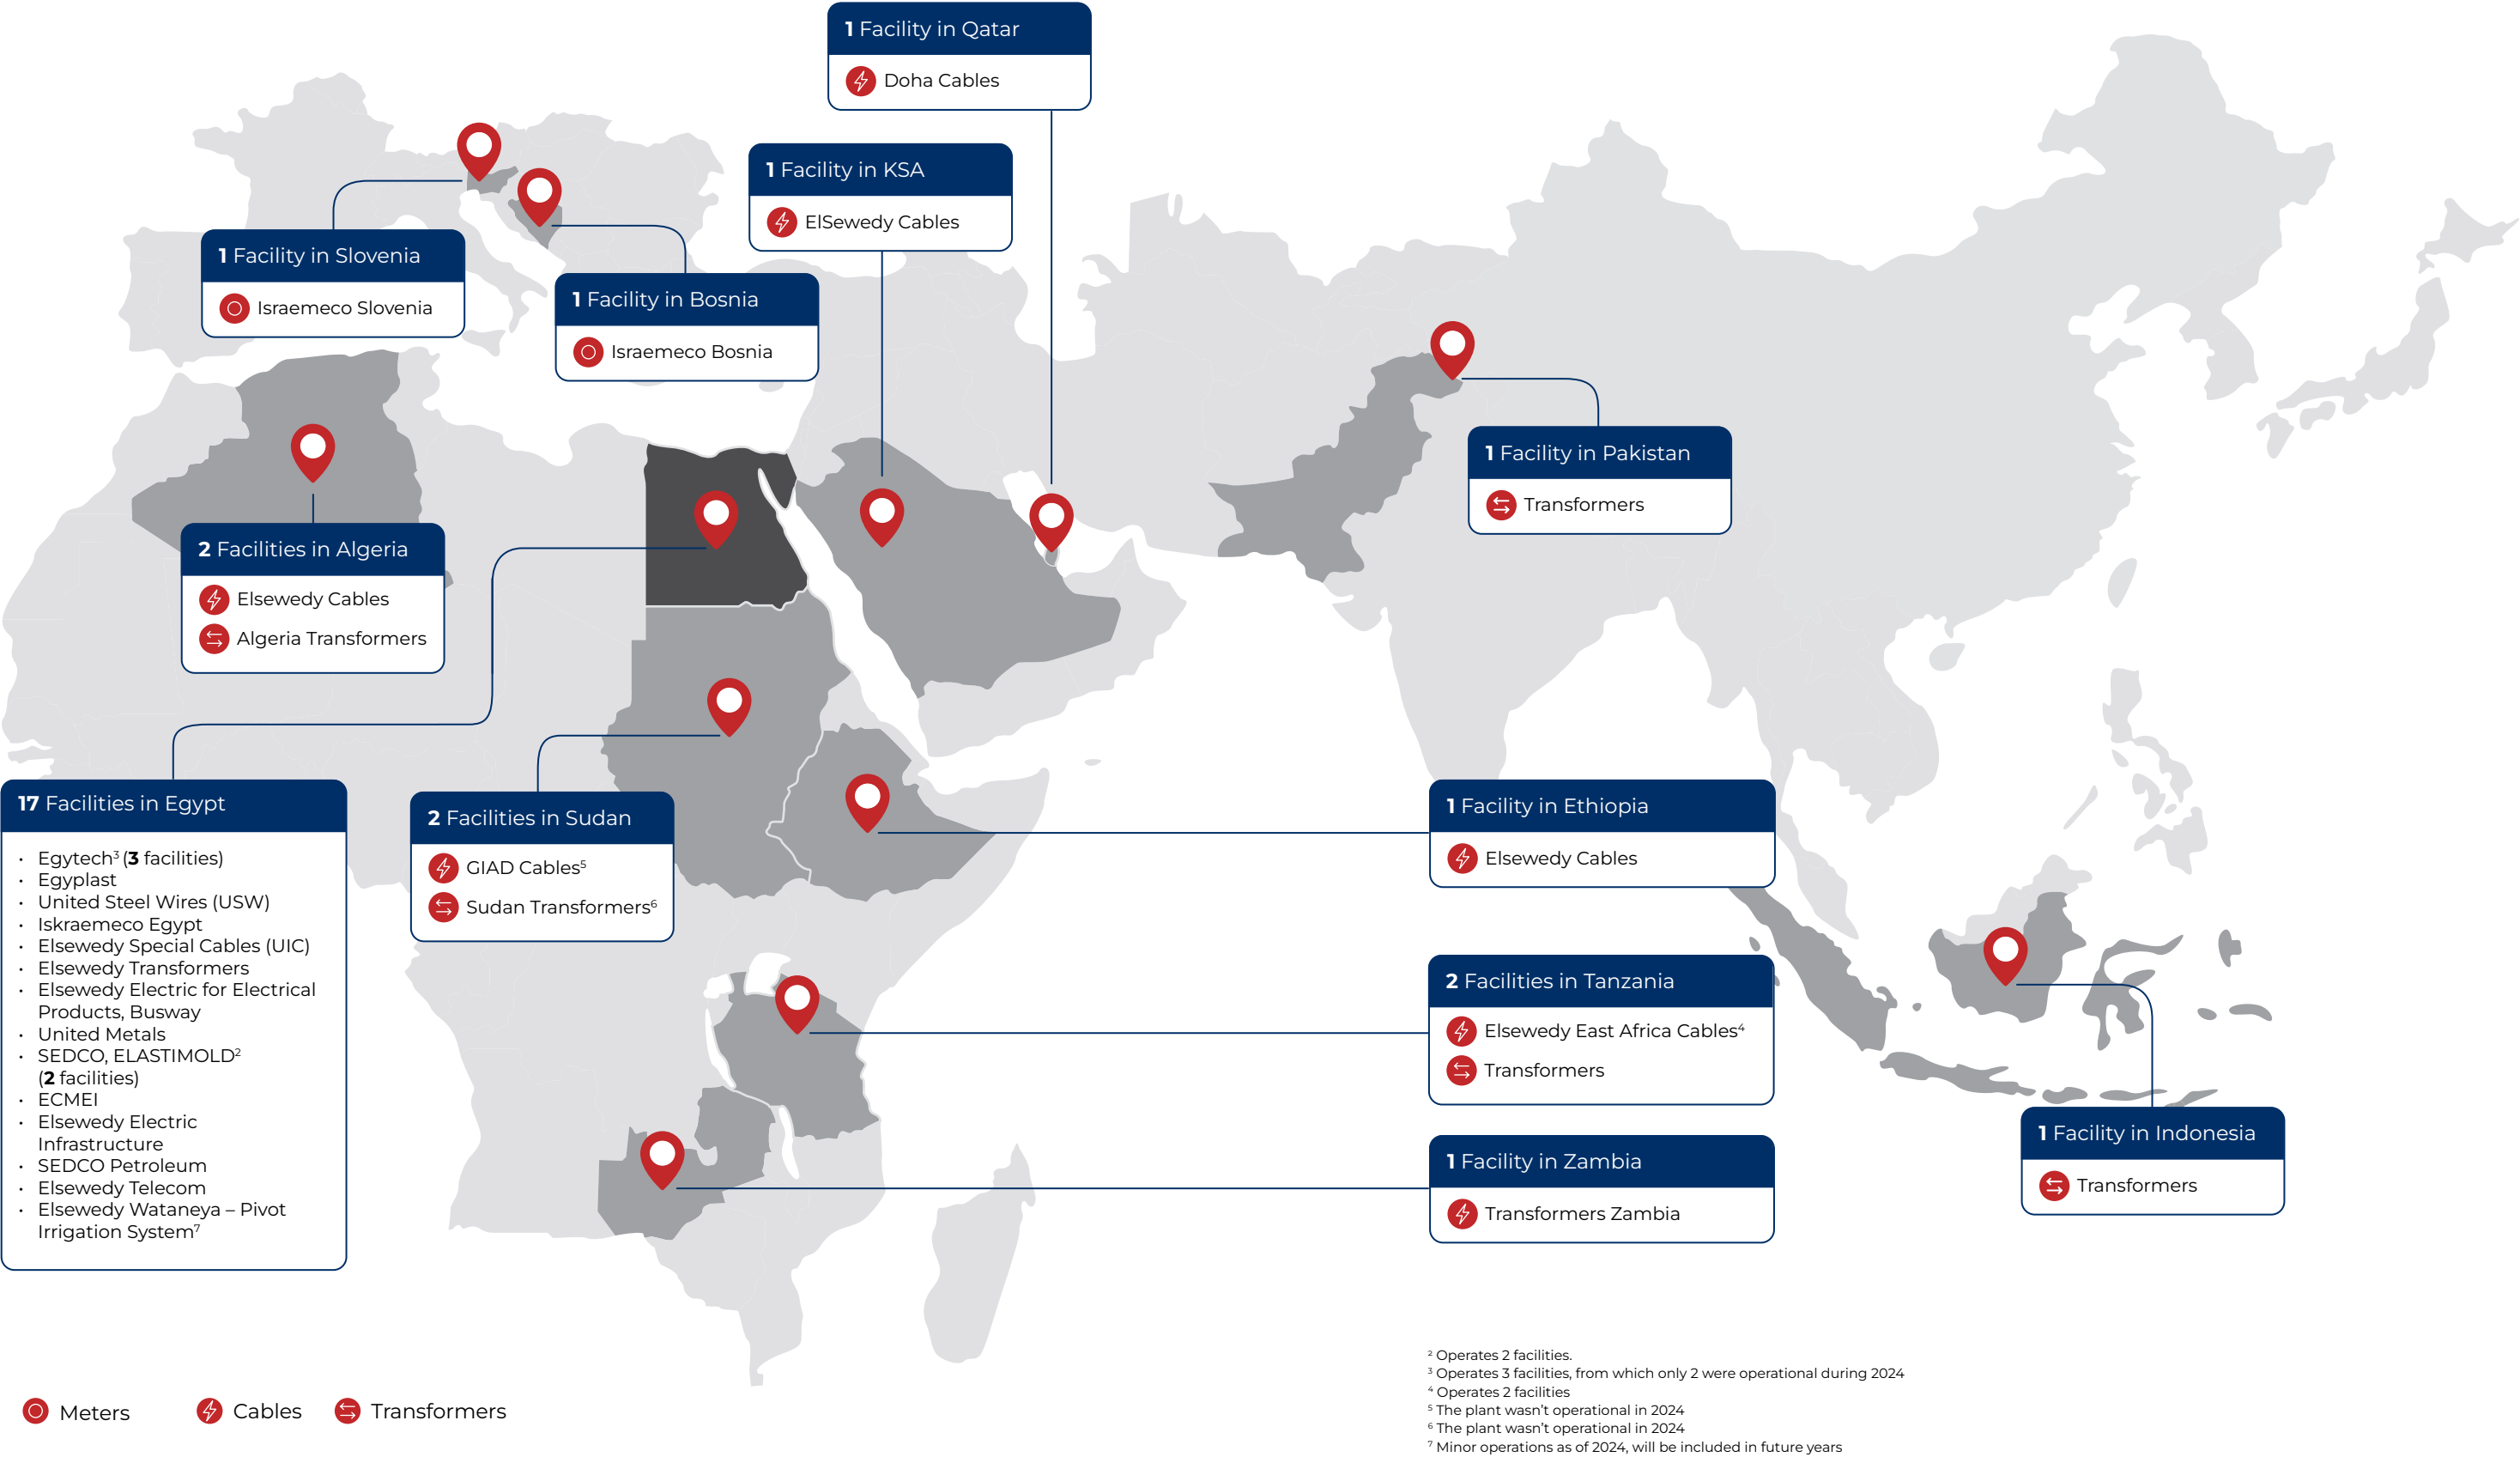 1 Facility in Qatar
Doha Cables
1 Facility in KSA
ElSewedy Cables
1 Facility in Slovenia
Israemeco Slovenia
1 Facility in Bosnia
Israemeco Bosnia
1 Facility in Pakistan
Transformers
2 Facilities in Algeria
Elsewedy Cables
Algeria Transformers
17 Facilities in Egypt
• Egytech³ (3 facilities)
• Egyplast
• United Steel Wires (USW)
• Iskraemeco Egypt
• Elsewedy Special Cables (UIC)
• Elsewedy Transformers
• Elsewedy Electric for Electrical
Products, Busway
• United Metals
• SEDCO, ELASTIMOLD²
(2 facilities)
• ECMEI
• Elsewedy Electric
Infrastructure
• SEDCO Petroleum
• Elsewedy Telecom
• Elsewedy Wataneya – Pivot
Irrigation System⁷
2 Facilities in Sudan
GIAD Cables⁵
Sudan Transformers⁶
1 Facility in Ethiopia
Elsewedy Cables
2 Facilities in Tanzania
Elsewedy East Africa Cables⁴
Transformers
1 Facility in Zambia
Transformers Zambia
1 Facility in Indonesia
Transformers
² Operates 2 facilities.
³ Operates 3 facilities, from which only 2 were operational during 2024
⁴ Operates 2 facilities
⁵ The plant wasn’t operational in 2024
⁶ The plant wasn’t operational in 2024
⁷ Minor operations as of 2024, will be included in future years
Meters Cables Transformers